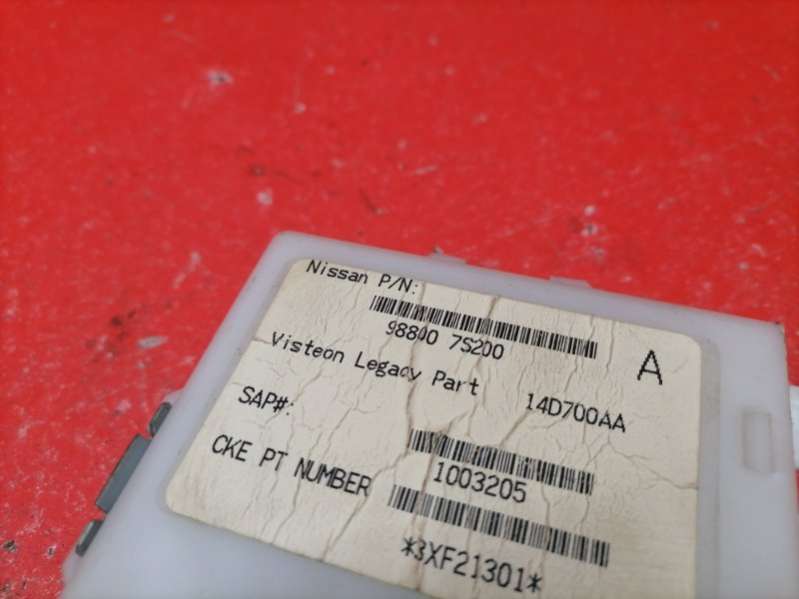 Nissan P/N:
98800 7S200
A
Visteon Legacy Part 14D700AA
SAP#:
1003205
CKE PT NUMBER
*3XF21301*